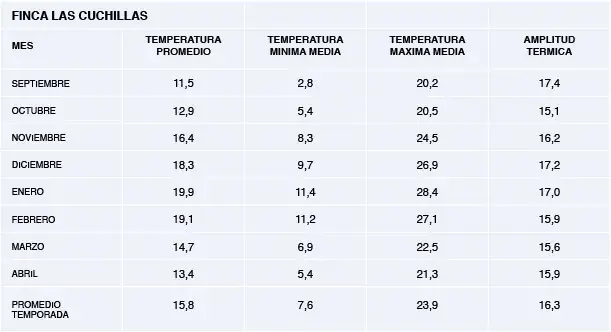 FINCA LAS CUCHILLAS
MES TEMPERATURA PROMEDIO TEMPERATURA MINIMA MEDIA TEMPERATURA MAXIMA MEDIA AMPLITUD TERMICA
SEPTIEMBRE 11,5 2,8 20,2 17,4
OCTUBRE 12,9 5,4 20,5 15,1
NOVIEMBRE 16,4 8,3 24,5 16,2
DICIEMBRE 18,3 9,7 26,9 17,2
ENERO 19,9 11,4 28,4 17,0
FEBRERO 19,1 11,2 27,1 15,9
MARZO 14,7 6,9 22,5 15,6
ABRIL 13,4 5,4 21,3 15,9
PROMEDIO TEMPORADA 15,8 7,6 23,9 16,3